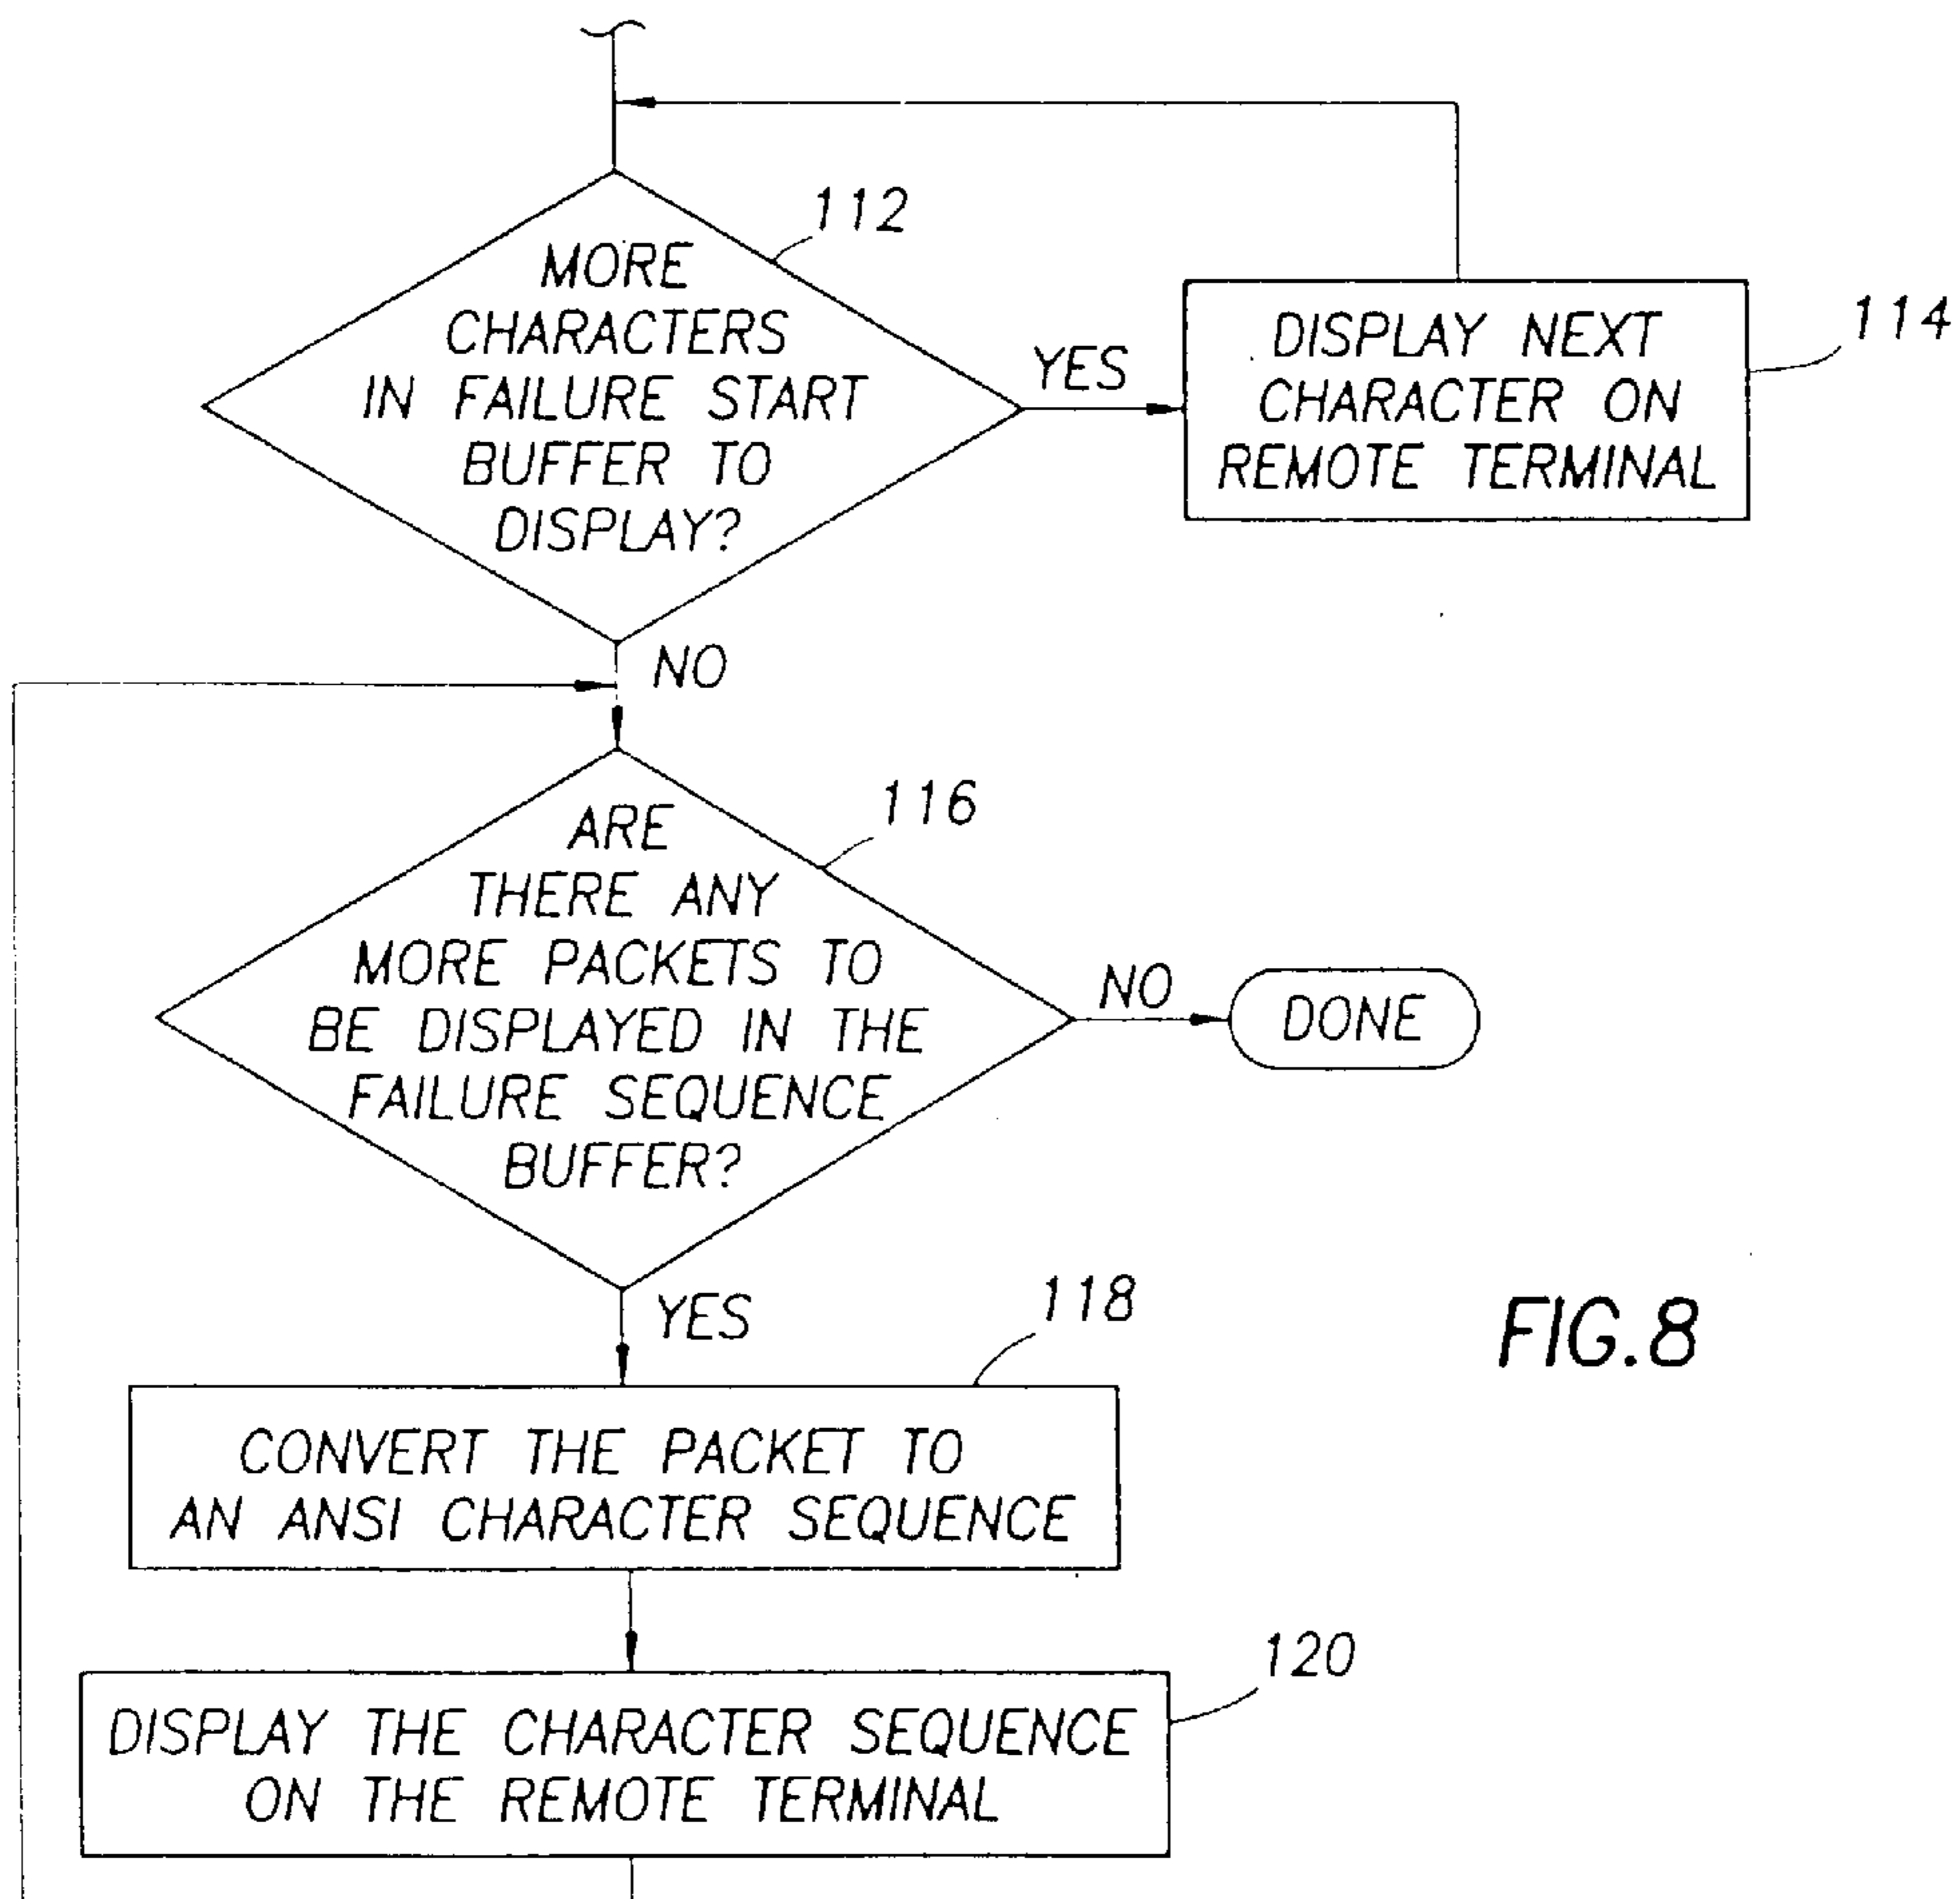 112
MORE
CHARACTERS
IN FAILURE START
BUFFER TO
DISPLAY?
YES
DISPLAY NEXT
CHARACTER ON
REMOTE TERMINAL
114
NO
116
ARE
THERE ANY
MORE PACKETS TO
BE DISPLAYED IN THE
FAILURE SEQUENCE
BUFFER?
NO
DONE
YES
118
CONVERT THE PACKET TO
AN ANSI CHARACTER SEQUENCE
FIG.8
120
DISPLAY THE CHARACTER SEQUENCE
ON THE REMOTE TERMINAL